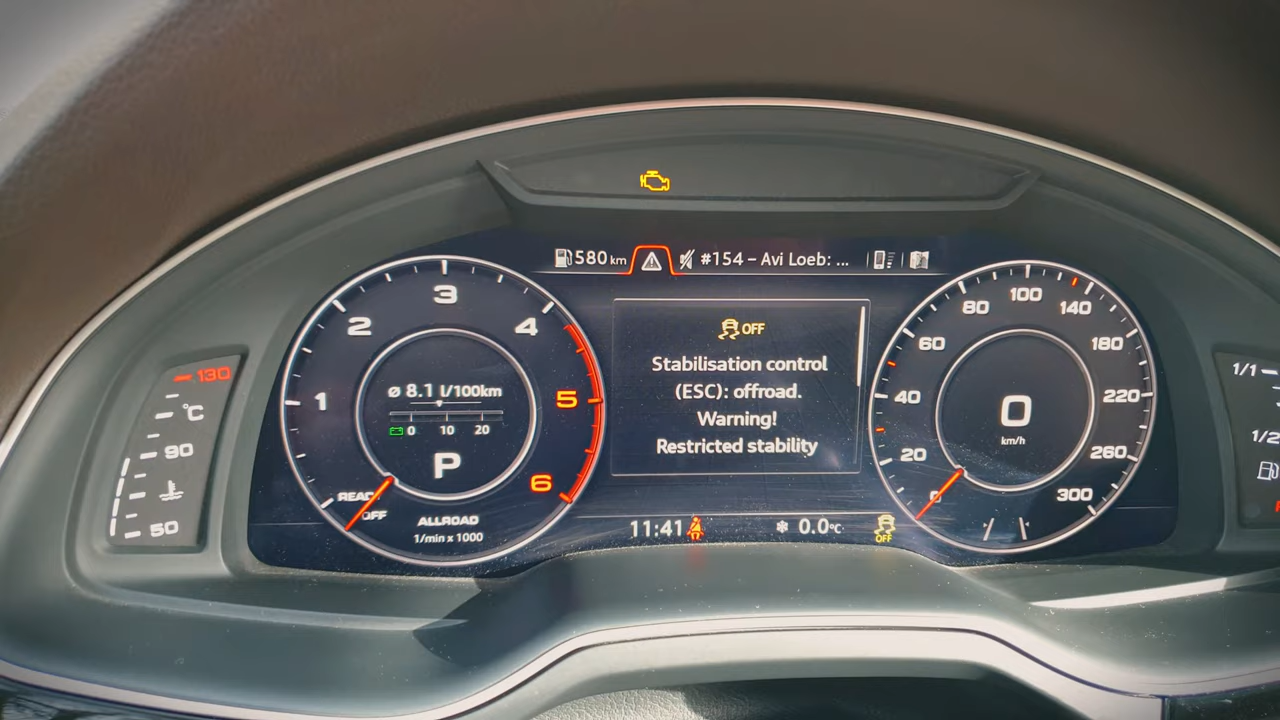 580 km
#154 – Avi Loeb: ...
130
°C
90
50
1
2
3
4
5
6
ø 8.1 l/100km
0 10 20
P
READY
OFF
ALLROAD
1/min x 1000
OFF
Stabilisation control
(ESC): offroad.
Warning!
Restricted stability
11:41
0.0°C
OFF
0
20
40
60
80
100
140
180
220
260
300
0
km/h
1/1
1/2